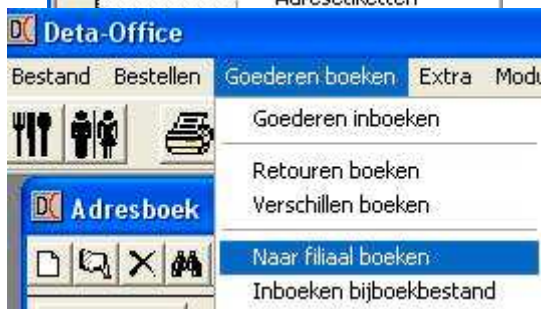 Adresetiketten
Deta-Office
Bestand Bestellen Goederen boeken Extra
Goederen inboeken
Retouren boeken
Verschillen boeken
Adresboek
Naar filiaal boeken
Inboeken bijboekbestand